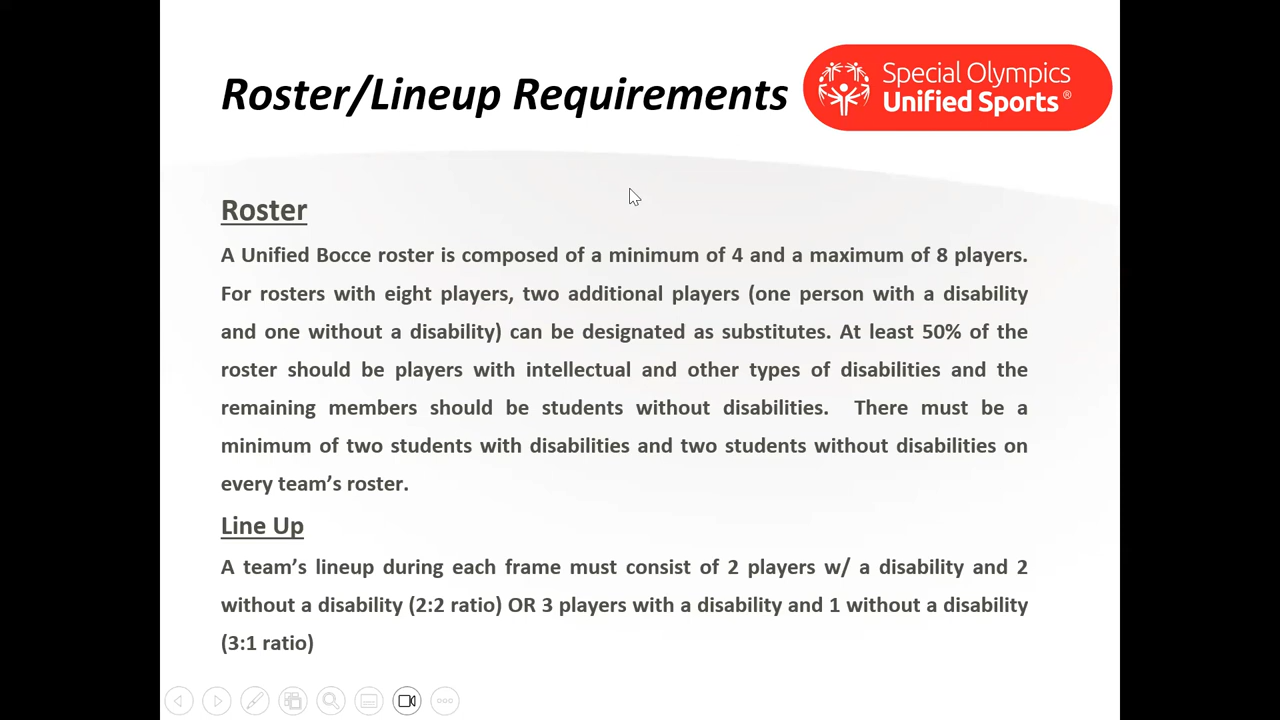 Roster/Lineup Requirements
Special Olympics
Unified Sports®
Roster
A Unified Bocce roster is composed of a minimum of 4 and a maximum of 8 players.
For rosters with eight players, two additional players (one person with a disability
and one without a disability) can be designated as substitutes. At least 50% of the
roster should be players with intellectual and other types of disabilities and the
remaining members should be students without disabilities.  There must be a
minimum of two students with disabilities and two students without disabilities on
every team’s roster.
Line Up
A team’s lineup during each frame must consist of 2 players w/ a disability and 2
without a disability (2:2 ratio) OR 3 players with a disability and 1 without a disability
(3:1 ratio)